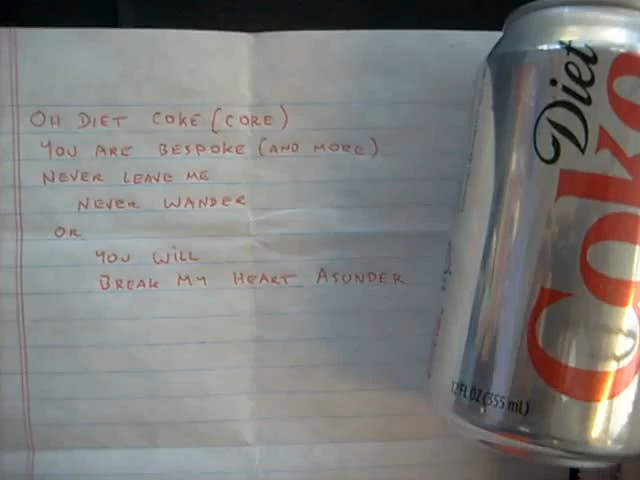 OH DIET COKE (CORE)
YOU ARE BESPOKE (AND MORE)
NEVER LEAVE ME
NEVER WANDER
OR
YOU WILL
BREAK MY HEART ASUNDER
Diet
Coke
12 FL OZ (355 mL)